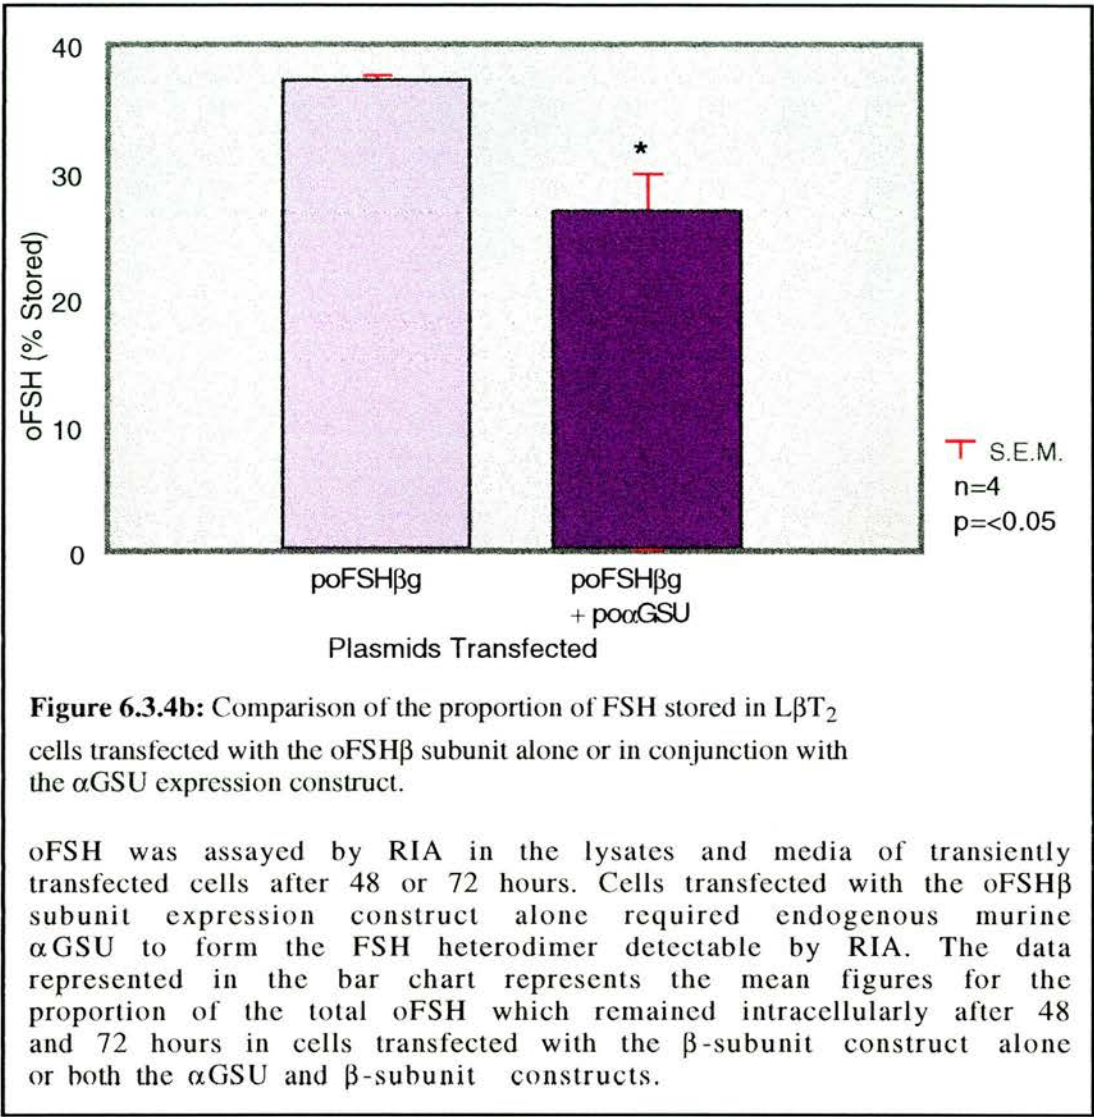 40
30
20
10
0
oFSH (% Stored)
*
S.E.M.
n=4
p=<0.05
poFSHβg
poFSHβg
+ poαGSU
Plasmids Transfected
Figure 6.3.4b: Comparison of the proportion of FSH stored in LβT₂
cells transfected with the oFSHβ subunit alone or in conjunction with
the αGSU expression construct.
oFSH was assayed by RIA in the lysates and media of transiently
transfected cells after 48 or 72 hours. Cells transfected with the oFSHβ
subunit expression construct alone required endogenous murine
αGSU to form the FSH heterodimer detectable by RIA. The data
represented in the bar chart represents the mean figures for the
proportion of the total oFSH which remained intracellularly after 48
and 72 hours in cells transfected with the β-subunit construct alone
or both the αGSU and β-subunit constructs.